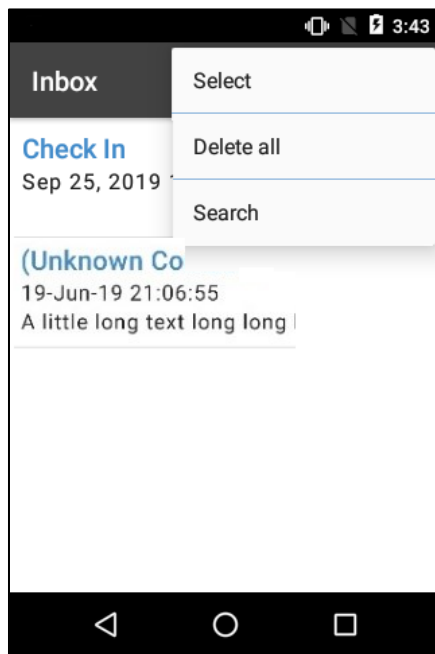 3:43
Inbox
Select
Delete all
Search
Check In
Sep 25, 2019
(Unknown Co
19-Jun-19 21:06:55
A little long text long long